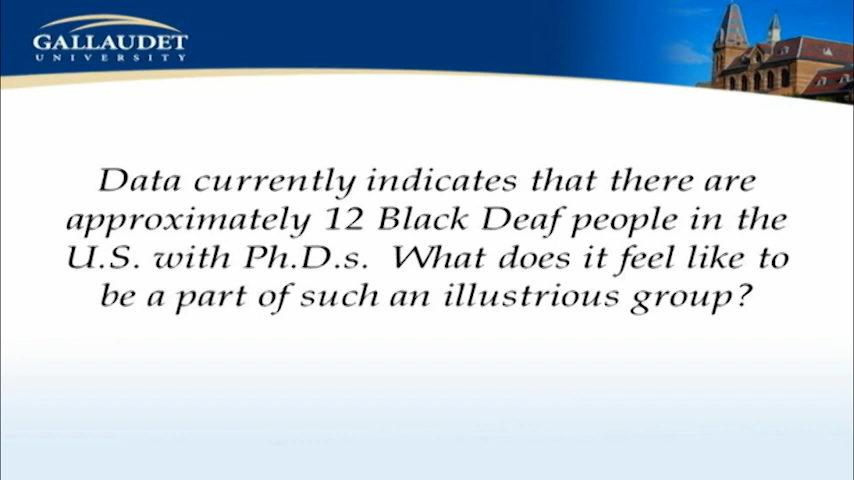 GALLAUDET
UNIVERSITY
Data currently indicates that there are
approximately 12 Black Deaf people in the
U.S. with Ph.D.s. What does it feel like to
be a part of such an illustrious group?